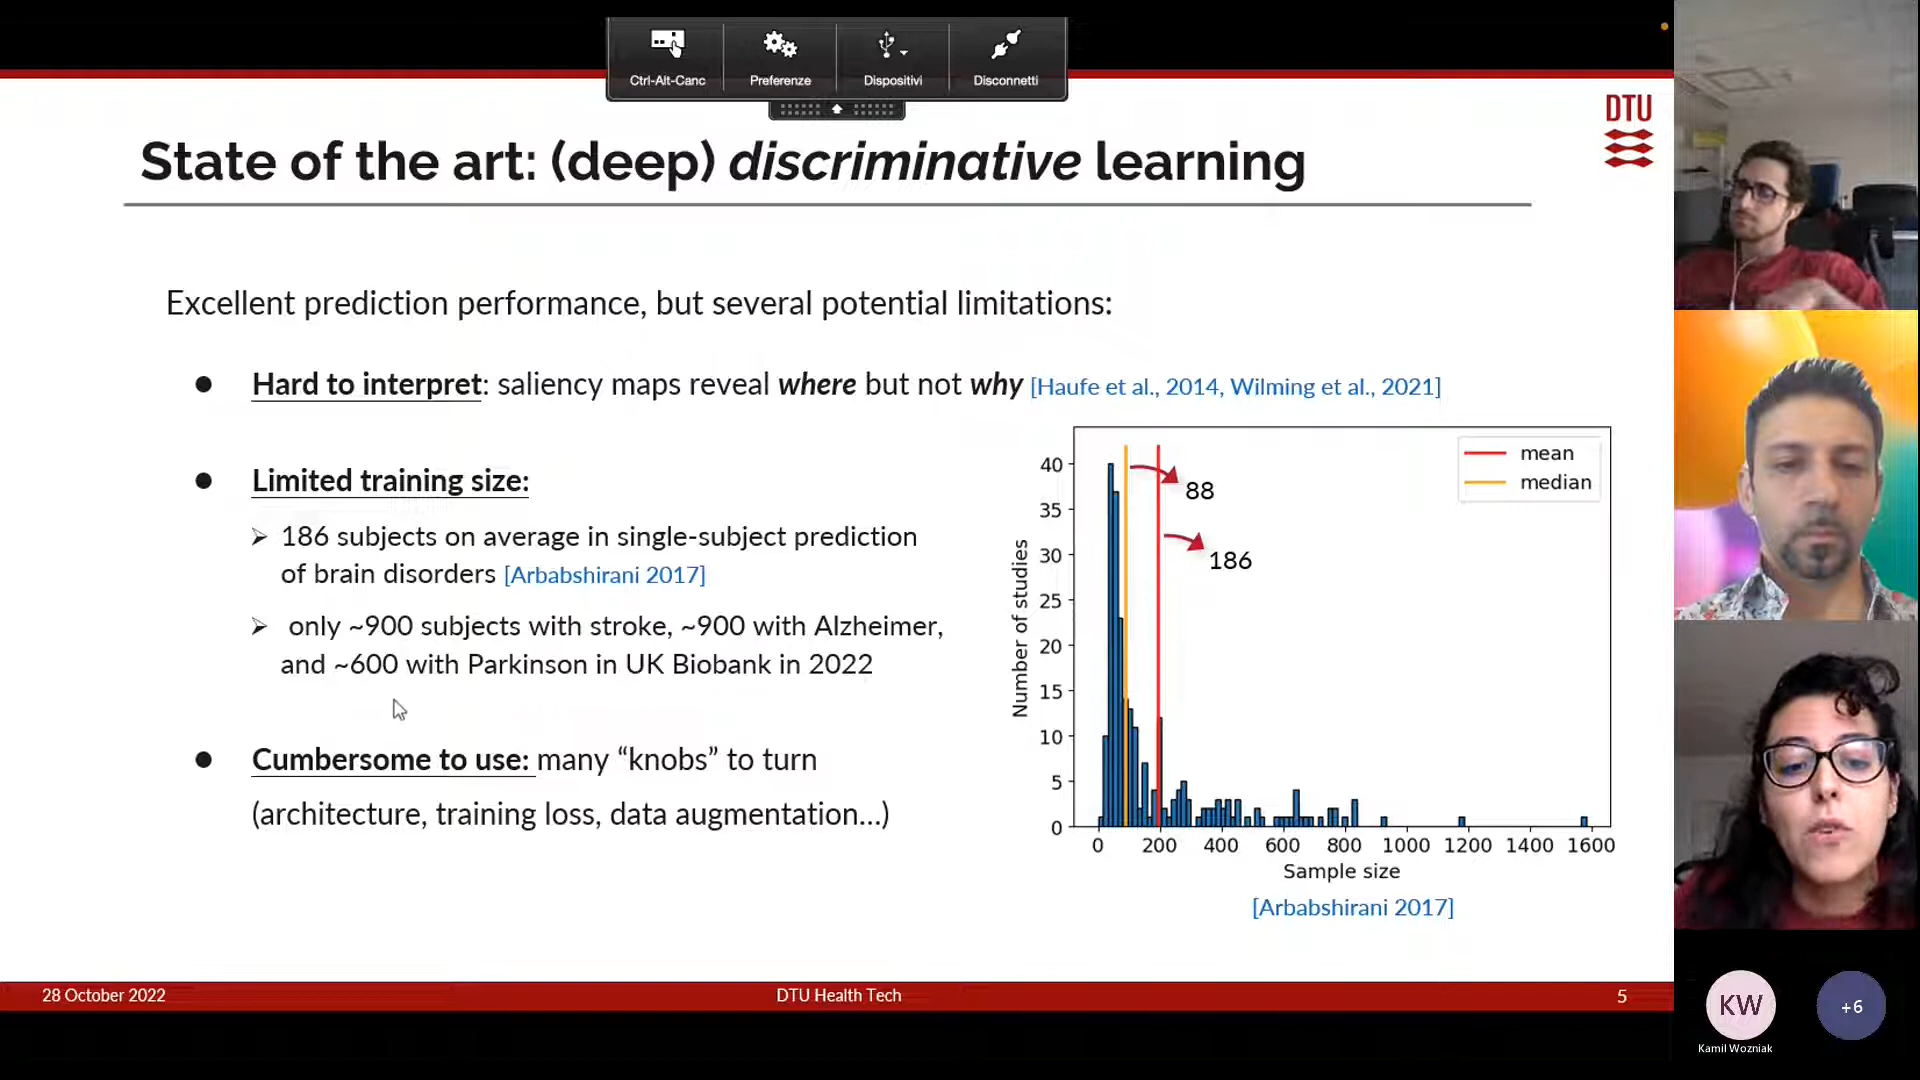 Ctrl-Alt-Canc
Preferenze
Dispositivi
Disconnetti
DTU
State of the art: (deep) discriminative learning
Excellent prediction performance, but several potential limitations:
● Hard to interpret: saliency maps reveal where but not why [Haufe et al., 2014, Wilming et al., 2021]
● Limited training size:
➢ 186 subjects on average in single-subject prediction
of brain disorders [Arbabshirani 2017]
➢ only ~900 subjects with stroke, ~900 with Alzheimer,
and ~600 with Parkinson in UK Biobank in 2022
● Cumbersome to use: many “knobs” to turn
(architecture, training loss, data augmentation...)
mean
median
88
186
Number of studies
40
35
30
25
20
15
10
5
0
0 200 400 600 800 1000 1200 1400 1600
Sample size
[Arbabshirani 2017]
28 October 2022
DTU Health Tech
5
KW
Kamil Wozniak
+6